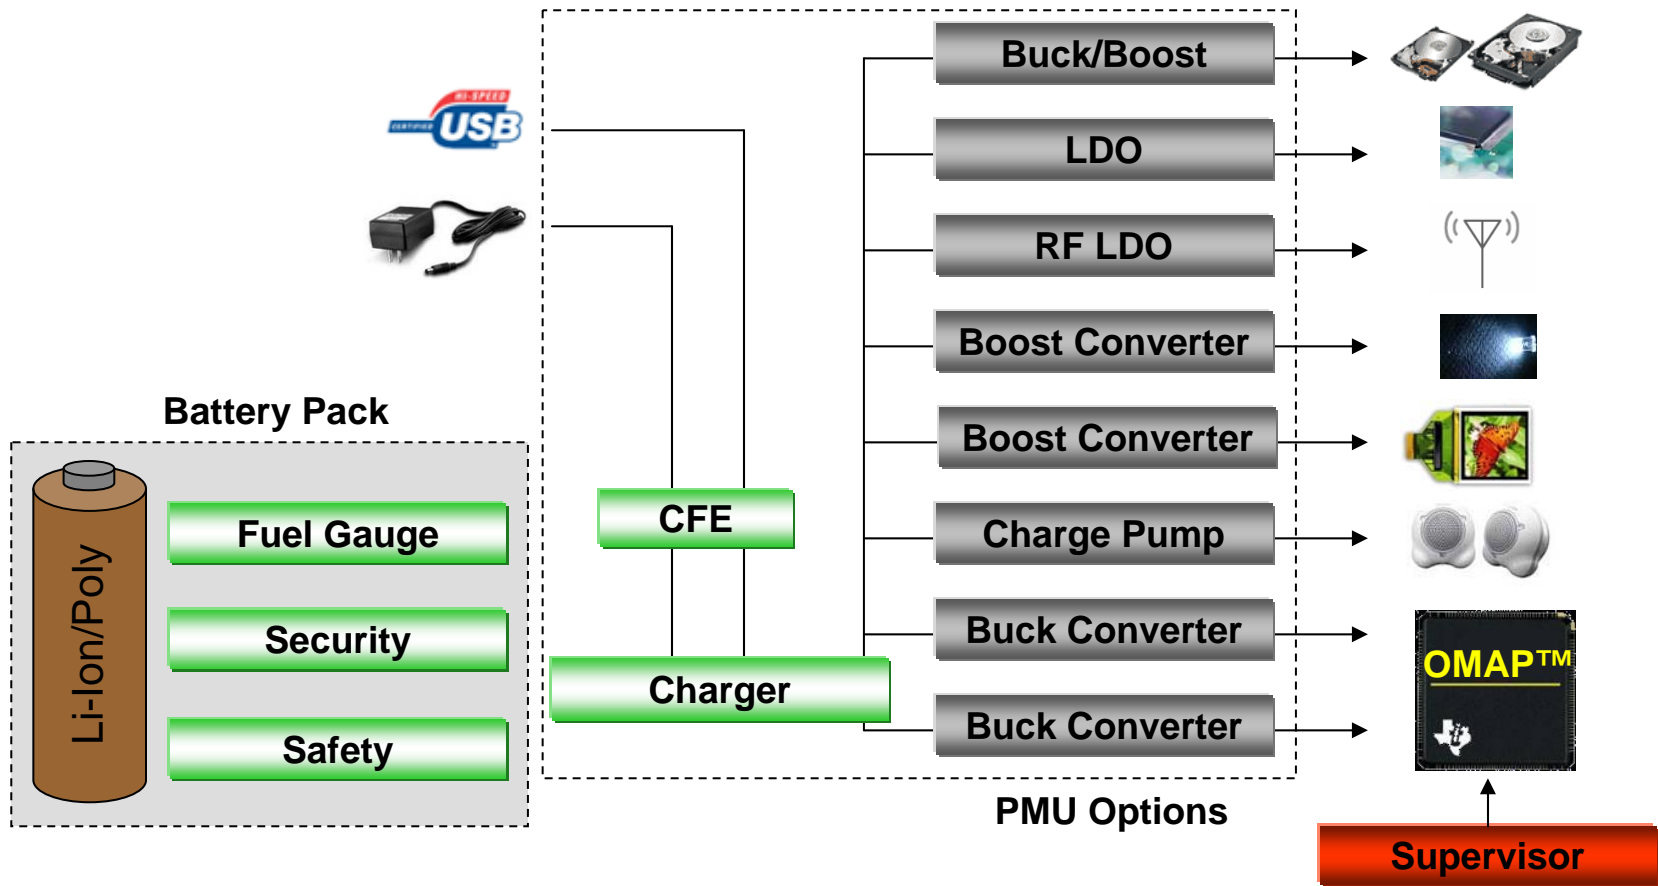 Buck/Boost
HI-SPEED
CERTIFIED
USB
LDO
RF LDO
Boost Converter
Battery Pack
Boost Converter
Li-Ion/Poly
Fuel Gauge
CFE
Charge Pump
Security
Buck Converter
OMAP™
Charger
Safety
Buck Converter
PMU Options
Supervisor